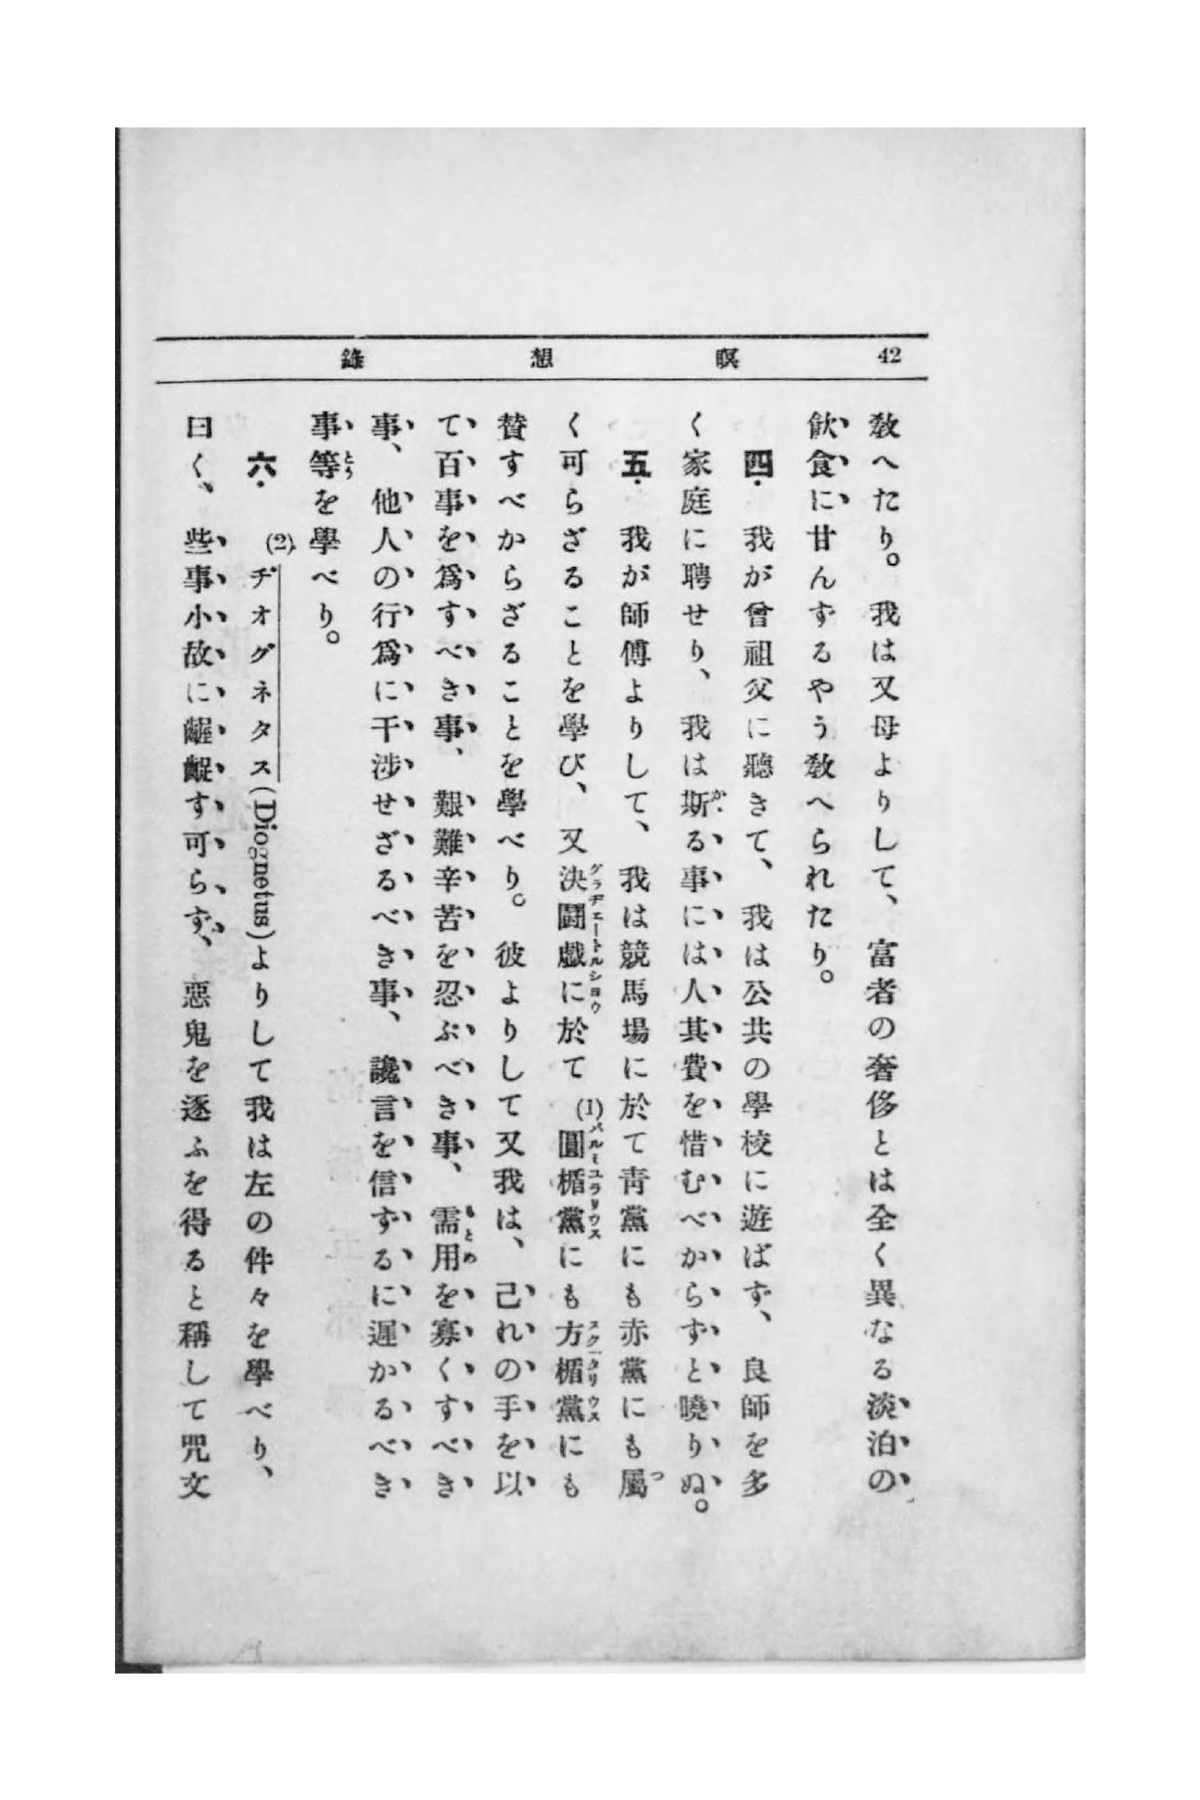 42 瞑想錄
教へたり。我は又母よりして、富者の奢侈とは全く異なる淡泊の
飮食に甘んずるやう教へられたり。
四. 我が曾祖父に聽きて、我は公共の學校に遊ばず、良師を多
く家庭に聘せり、我は斯る事には人其費を惜むべからずと曉りぬ。
五. 我が師傅よりして、我は競馬場に於て靑黨にも赤黨にも屬
く可らざることを學び、又決鬪戲に於て(1)圓楯黨にも方楯黨にも
贊すべからざることを學べり。彼よりして又我は、己れの手を以
て百事を爲すべき事、艱難辛苦を忍ぶべき事、需用を寡くすべき
事、他人の行爲に干涉せざるべき事、讒言を信ずるに遲かるべき
事等を學べり。
六. (2)ヂオグネタス(Diognetus)よりして我は左の件々を學べり、
曰く、些事小故に齷齪す可らず、惡鬼を逐ふを得ると稱して咒文